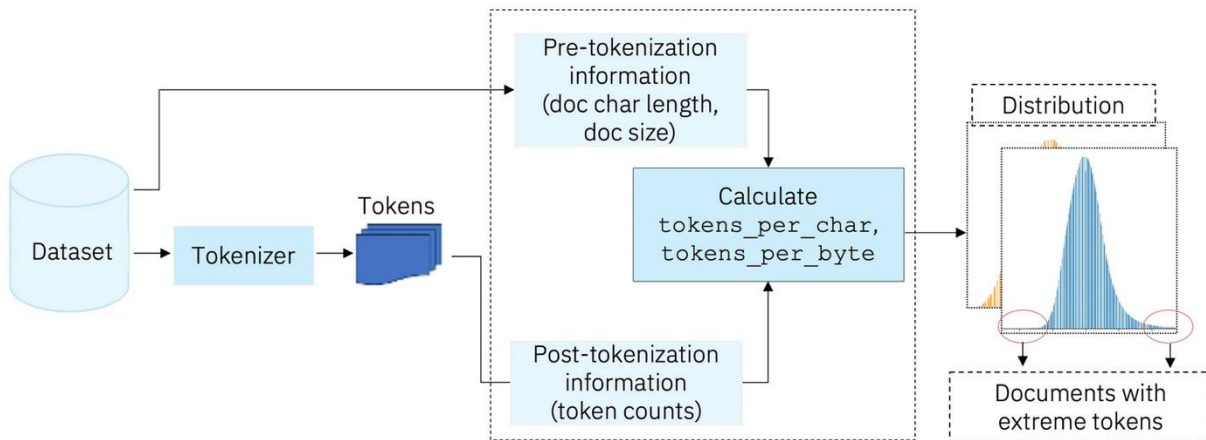 Pre-tokenization
information
(doc char length,
doc size)
Distribution
Dataset
Tokenizer
Tokens
Calculate
tokens_per_char,
tokens_per_byte
Post-tokenization
information
(token counts)
Documents with
extreme tokens